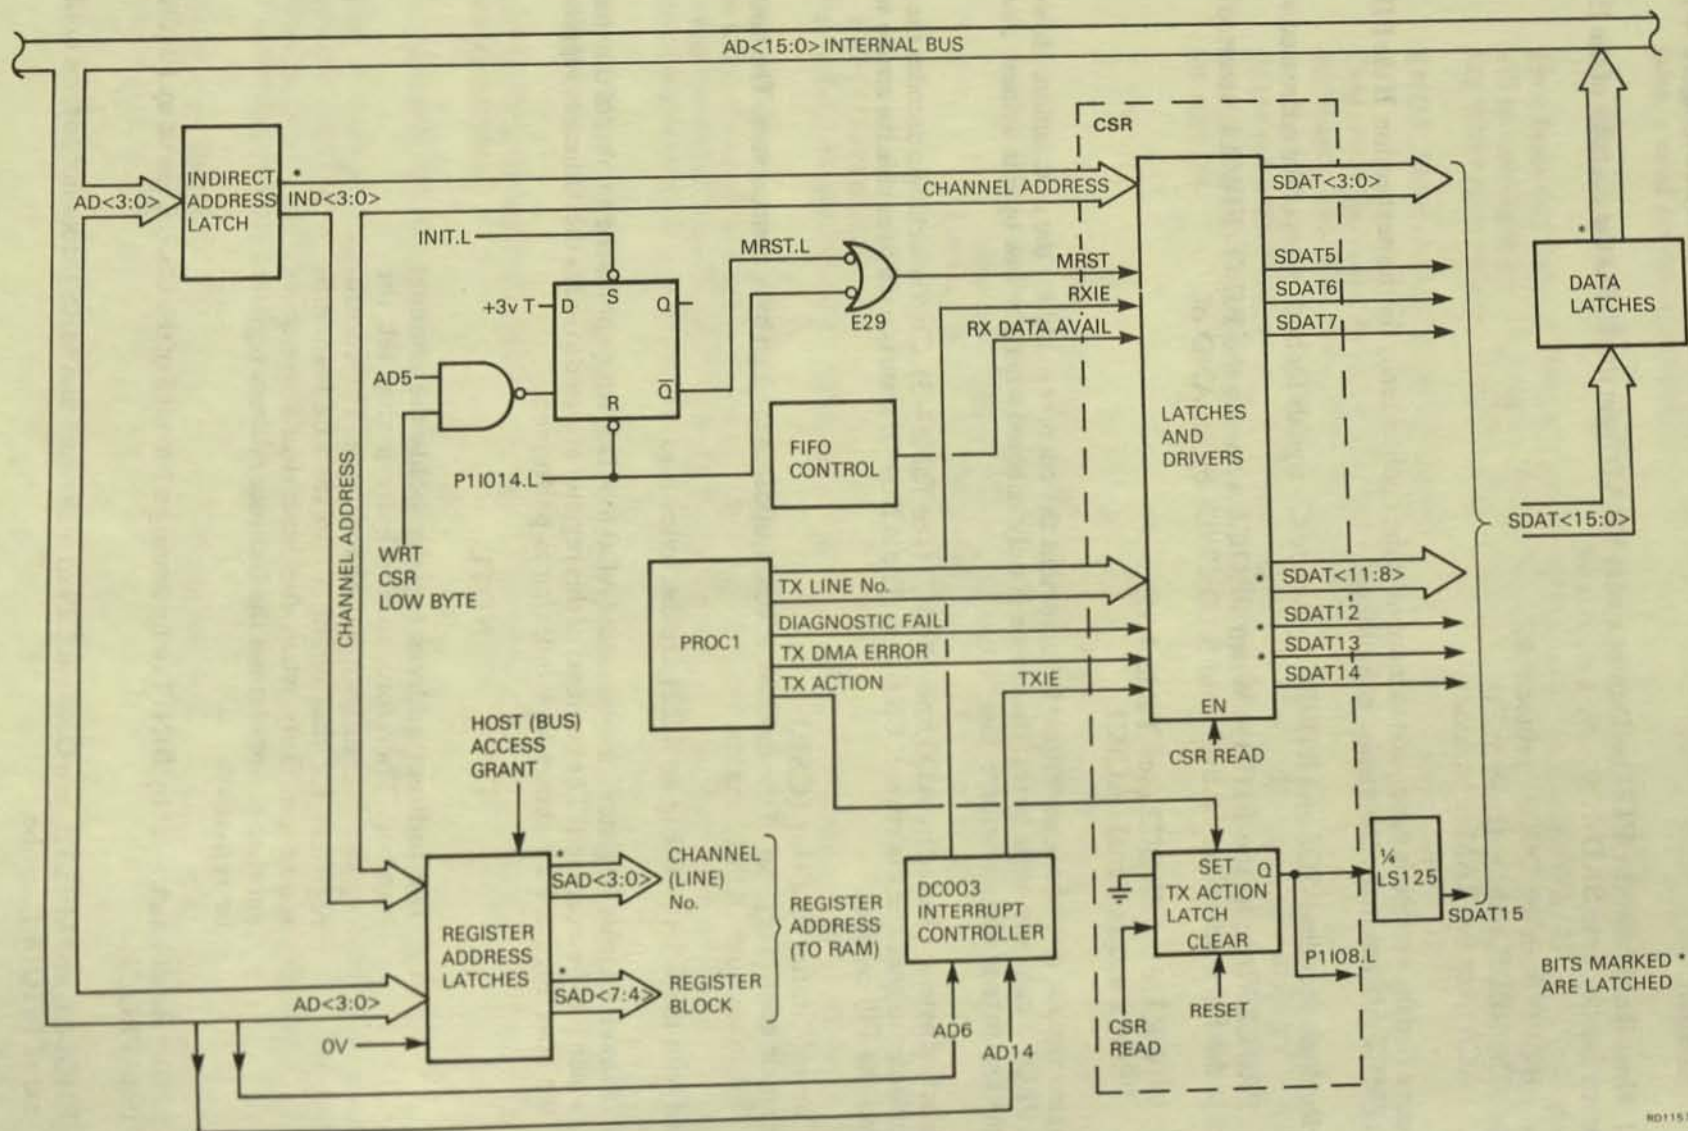 AD<15:0> INTERNAL BUS
CSR
INDIRECT
ADDRESS
LATCH
AD<3:0>
*
IND<3:0>
CHANNEL ADDRESS
SDAT<3:0>
INIT.L
MRST.L
MRST
SDAT5
*
+3v T
D
S
Q
RXIE
SDAT6
DATA
LATCHES
E29
RX DATA AVAIL
SDAT7
AD5
R
Q
LATCHES
AND
DRIVERS
FIFO
CONTROL
P1I014.L
CHANNEL ADDRESS
SDAT<15:0>
WRT
CSR
LOW BYTE
TX LINE No.
*
SDAT<11:8>
PROC1
DIAGNOSTIC FAIL
*
SDAT12
TX DMA ERROR
*
SDAT13
TX ACTION
TXIE
SDAT14
EN
CSR READ
HOST (BUS)
ACCESS
GRANT
*
SAD<3:0>
CHANNEL
(LINE)
No.
REGISTER
ADDRESS
(TO RAM)
DC003
INTERRUPT
CONTROLLER
SET
Q
TX ACTION
LATCH
CLEAR
¼
LS125
SDAT15
REGISTER
ADDRESS
LATCHES
*
SAD<7:4>
REGISTER
BLOCK
P1I08.L
BITS MARKED *
ARE LATCHED
AD<3:0>
RESET
0V
AD6
AD14
CSR
READ